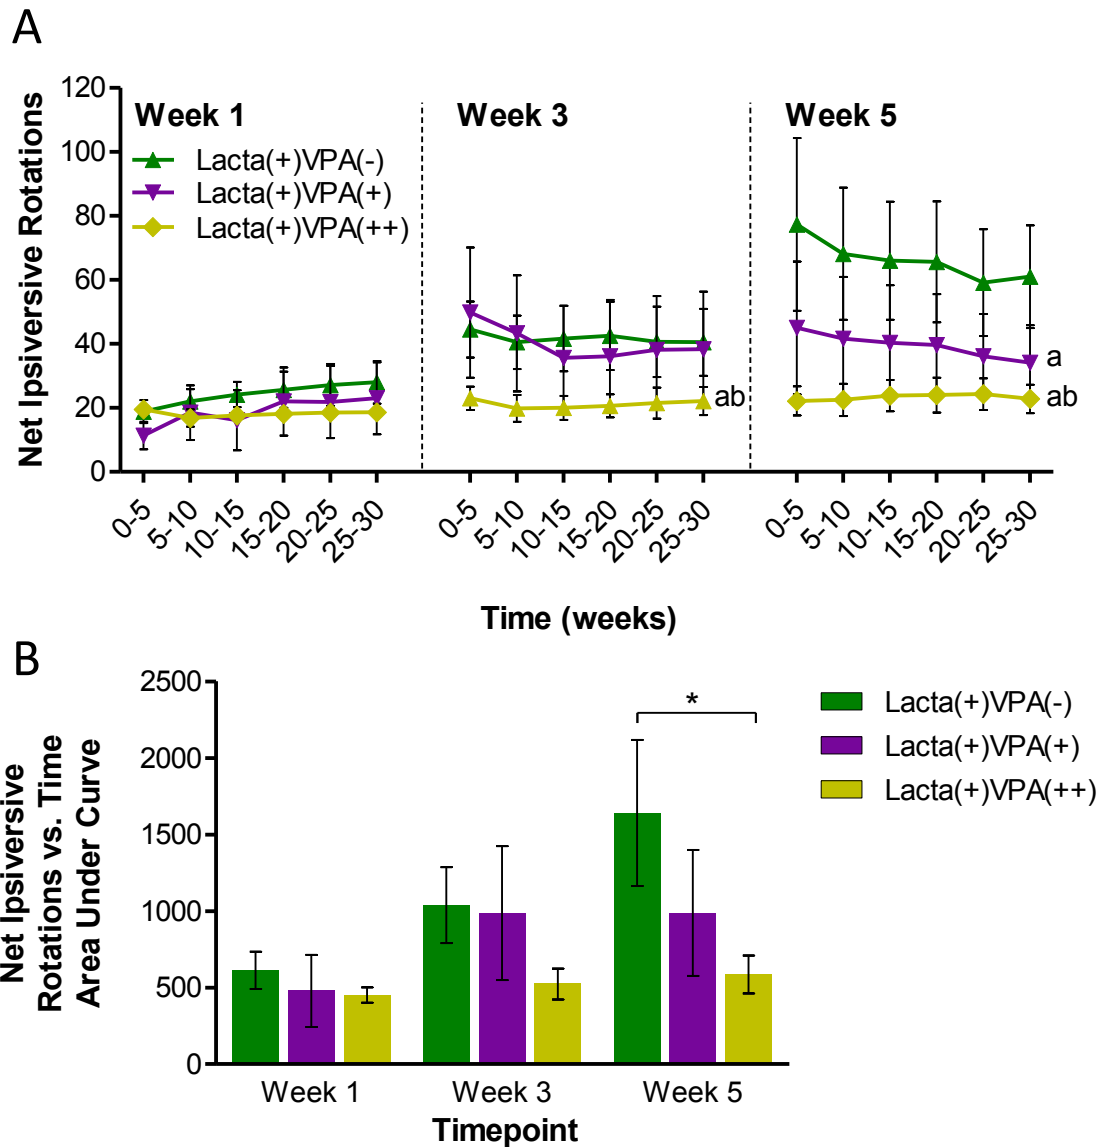 A
Net Ipsiversive Rotations
120
100
80
60
40
20
0
Week 1
Week 3
Week 5
Lacta(+)VPA(-)
Lacta(+)VPA(+)
Lacta(+)VPA(++)
ab
a
ab
0-5
5-10
10-15
15-20
20-25
25-30
0-5
5-10
10-15
15-20
20-25
25-30
0-5
5-10
10-15
15-20
20-25
25-30
Time (weeks)
B
Net Ipsiversive
Rotations vs. Time
Area Under Curve
2500
2000
1500
1000
500
0
*
Lacta(+)VPA(-)
Lacta(+)VPA(+)
Lacta(+)VPA(++)
Week 1
Week 3
Week 5
Timepoint